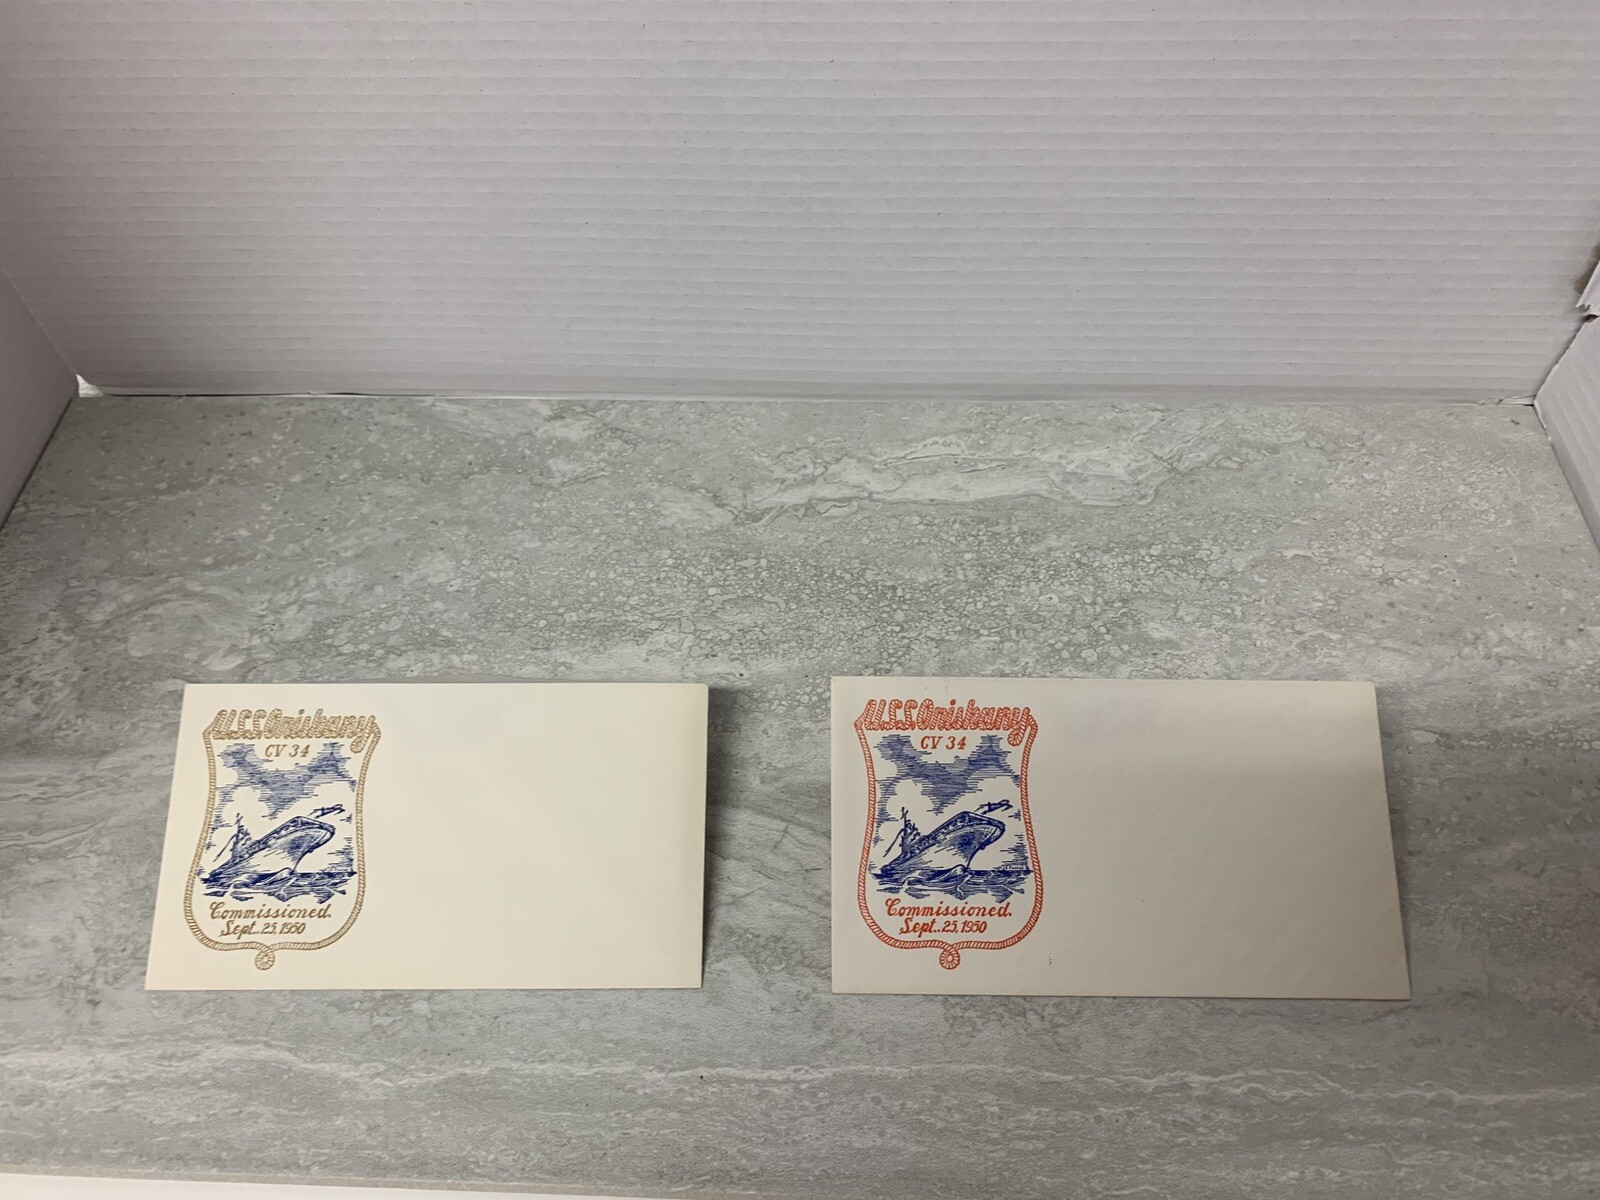 U.S.S. Oriskany
CV 34
Commissioned
Sept. 25, 1950
U.S.S. Oriskany
CV 34
Commissioned
Sept. 25, 1950